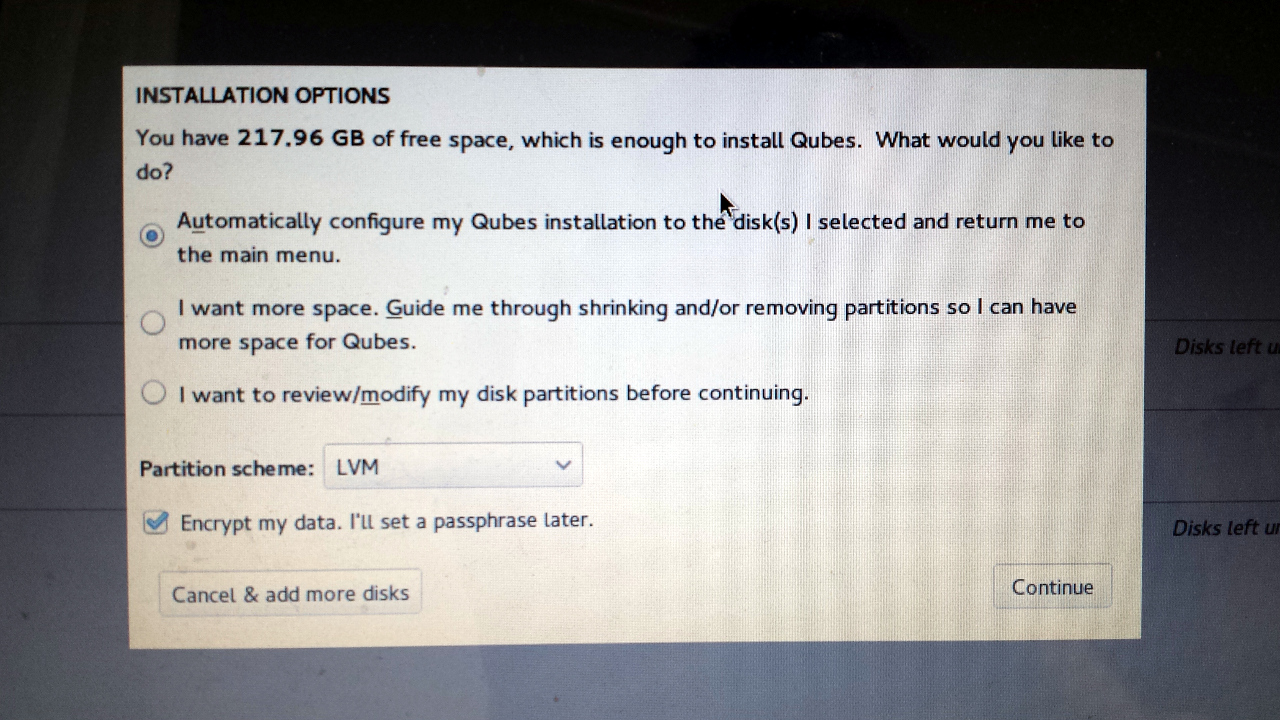 INSTALLATION OPTIONS
You have 217.96 GB of free space, which is enough to install Qubes. What would you like to
do?
Automatically configure my Qubes installation to the disk(s) I selected and return me to
the main menu.
I want more space. Guide me through shrinking and/or removing partitions so I can have
more space for Qubes.
Disks left
I want to review/modify my disk partitions before continuing.
Partition scheme: LVM
Encrypt my data. I'll set a passphrase later.
Disks left
Cancel & add more disks
Continue